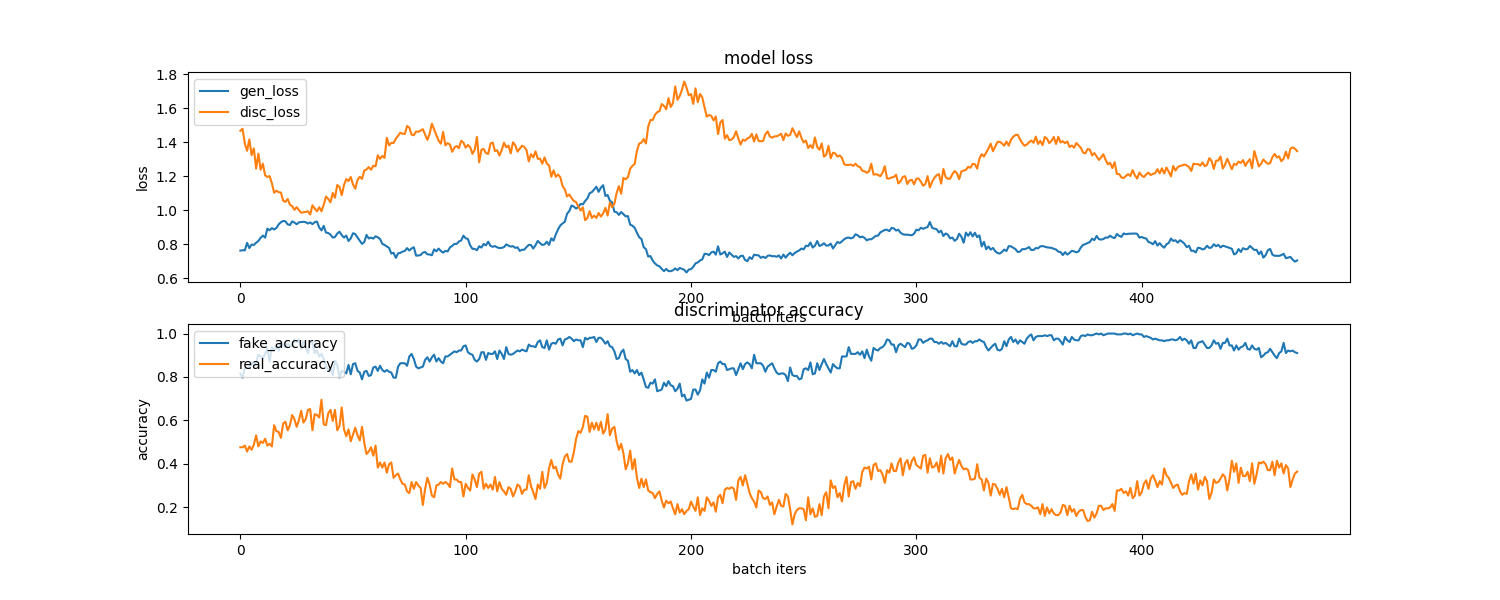 model loss
1.8
1.6
1.4
1.2
1.0
0.8
0.6
loss
gen_loss
disc_loss
0 100 200 300 400
batch iters
discriminator accuracy
1.0
0.8
0.6
0.4
0.2
accuracy
fake_accuracy
real_accuracy
0 100 200 300 400
batch iters